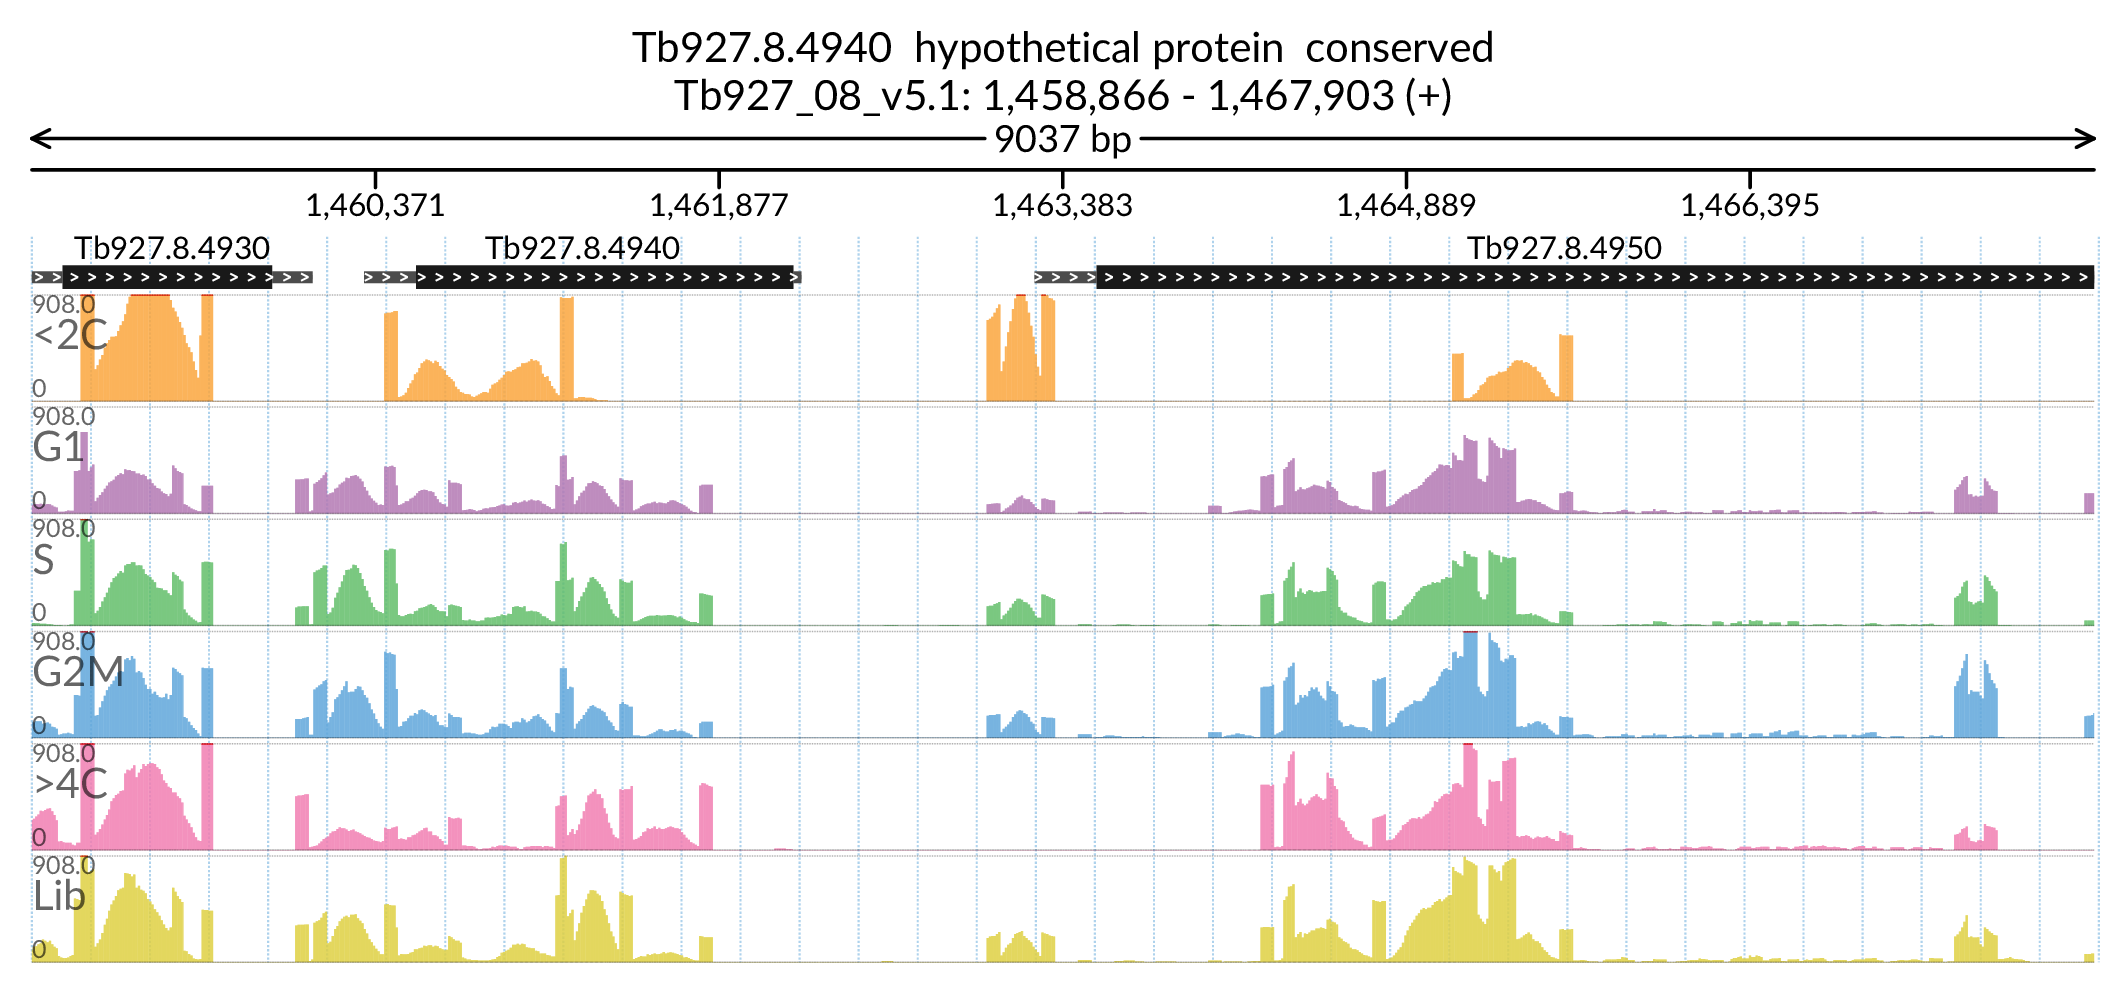 Tb927.8.4940 hypothetical protein conserved
Tb927_08_v5.1: 1,458,866 - 1,467,903 (+)
9037 bp
1,460,371 1,461,877 1,463,383 1,464,889 1,466,395
Tb927.8.4930 Tb927.8.4940 Tb927.8.4950
908.0
<2C
0
908.0
G1
0
908.0
S
0
908.0
G2M
0
908.0
>4C
0
908.0
Lib
0